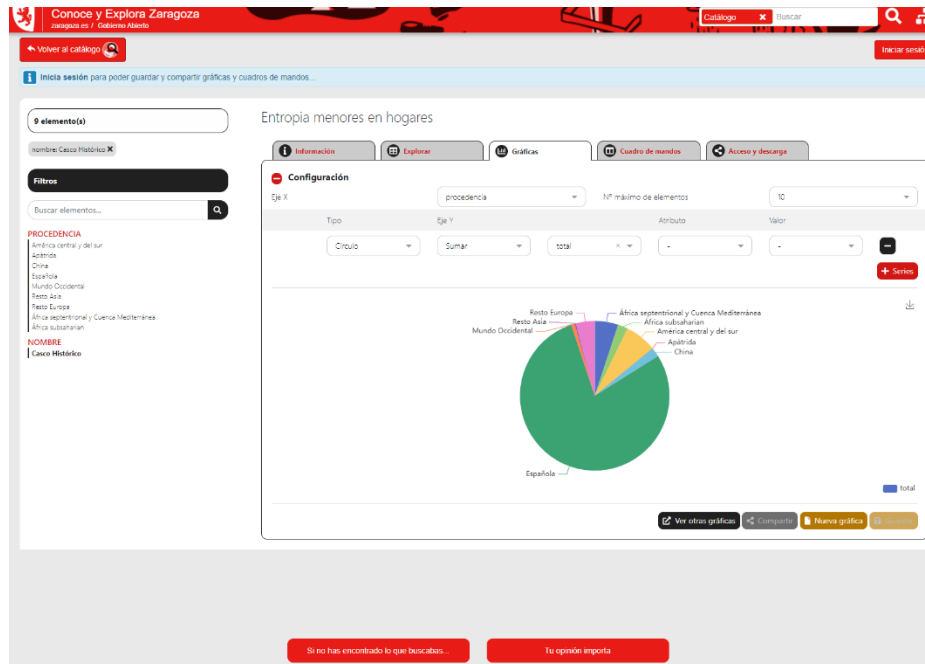 Conoce y Explora Zaragoza
zaragoza.es / Gobierno Abierto
Catálogo ✖ Buscar
Volver al catálogo
Iniciar sesió
Inicia sesión para poder guardar y compartir gráficas y cuadros de mandos...
9 elemento(s)
nombre: Casco Histórico ✖
Filtros
Buscar elementos...
PROCEDENCIA
América central y del sur
Apátrida
China
Española
Mundo Occidental
Resto Asia
Resto Europa
África septentrional y Cuenca Mediterránea
África subsaharian
NOMBRE
Casco Histórico
Entropia menores en hogares
Información
Explorar
Gráficas
Cuadro de mandos
Acceso y descarga
Configuración
Eje X procedencia Nº máximo de elementos 10
Tipo Eje Y Atributo Valor
Círculo Sumar total × - -
+ Series
Resto Europa
Resto Asia
Mundo Occidental
África septentrional y Cuenca Mediterránea
África subsaharian
América central y del sur
Apátrida
China
Española
total
Ver otras gráficas
Compartir
Nueva gráfica
Si no has encontrado lo que buscabas...
Tu opinión importa